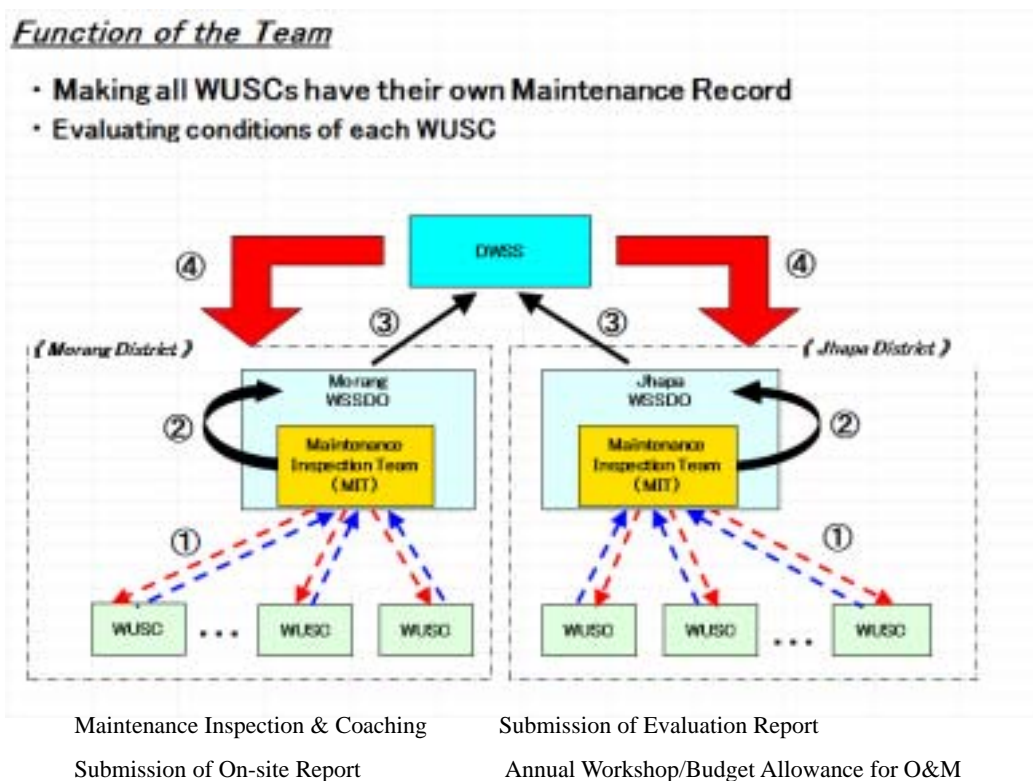 Function of the Team
・ Making all WUSCs have their own Maintenance Record
・ Evaluating conditions of each WUSC
DWSS
④
④
③
③
《 Morang District 》
《 Jhapa District 》
Morang
WSSDO
Jhapa
WSSDO
②
②
Maintenance
Inspection Team
(MIT)
Maintenance
Inspection Team
(MIT)
①
①
WUSC
...
WUSC
WUSC
WUSC
WUSC
...
WUSC
Maintenance Inspection & Coaching
Submission of Evaluation Report
Submission of On-site Report
Annual Workshop/Budget Allowance for O&M